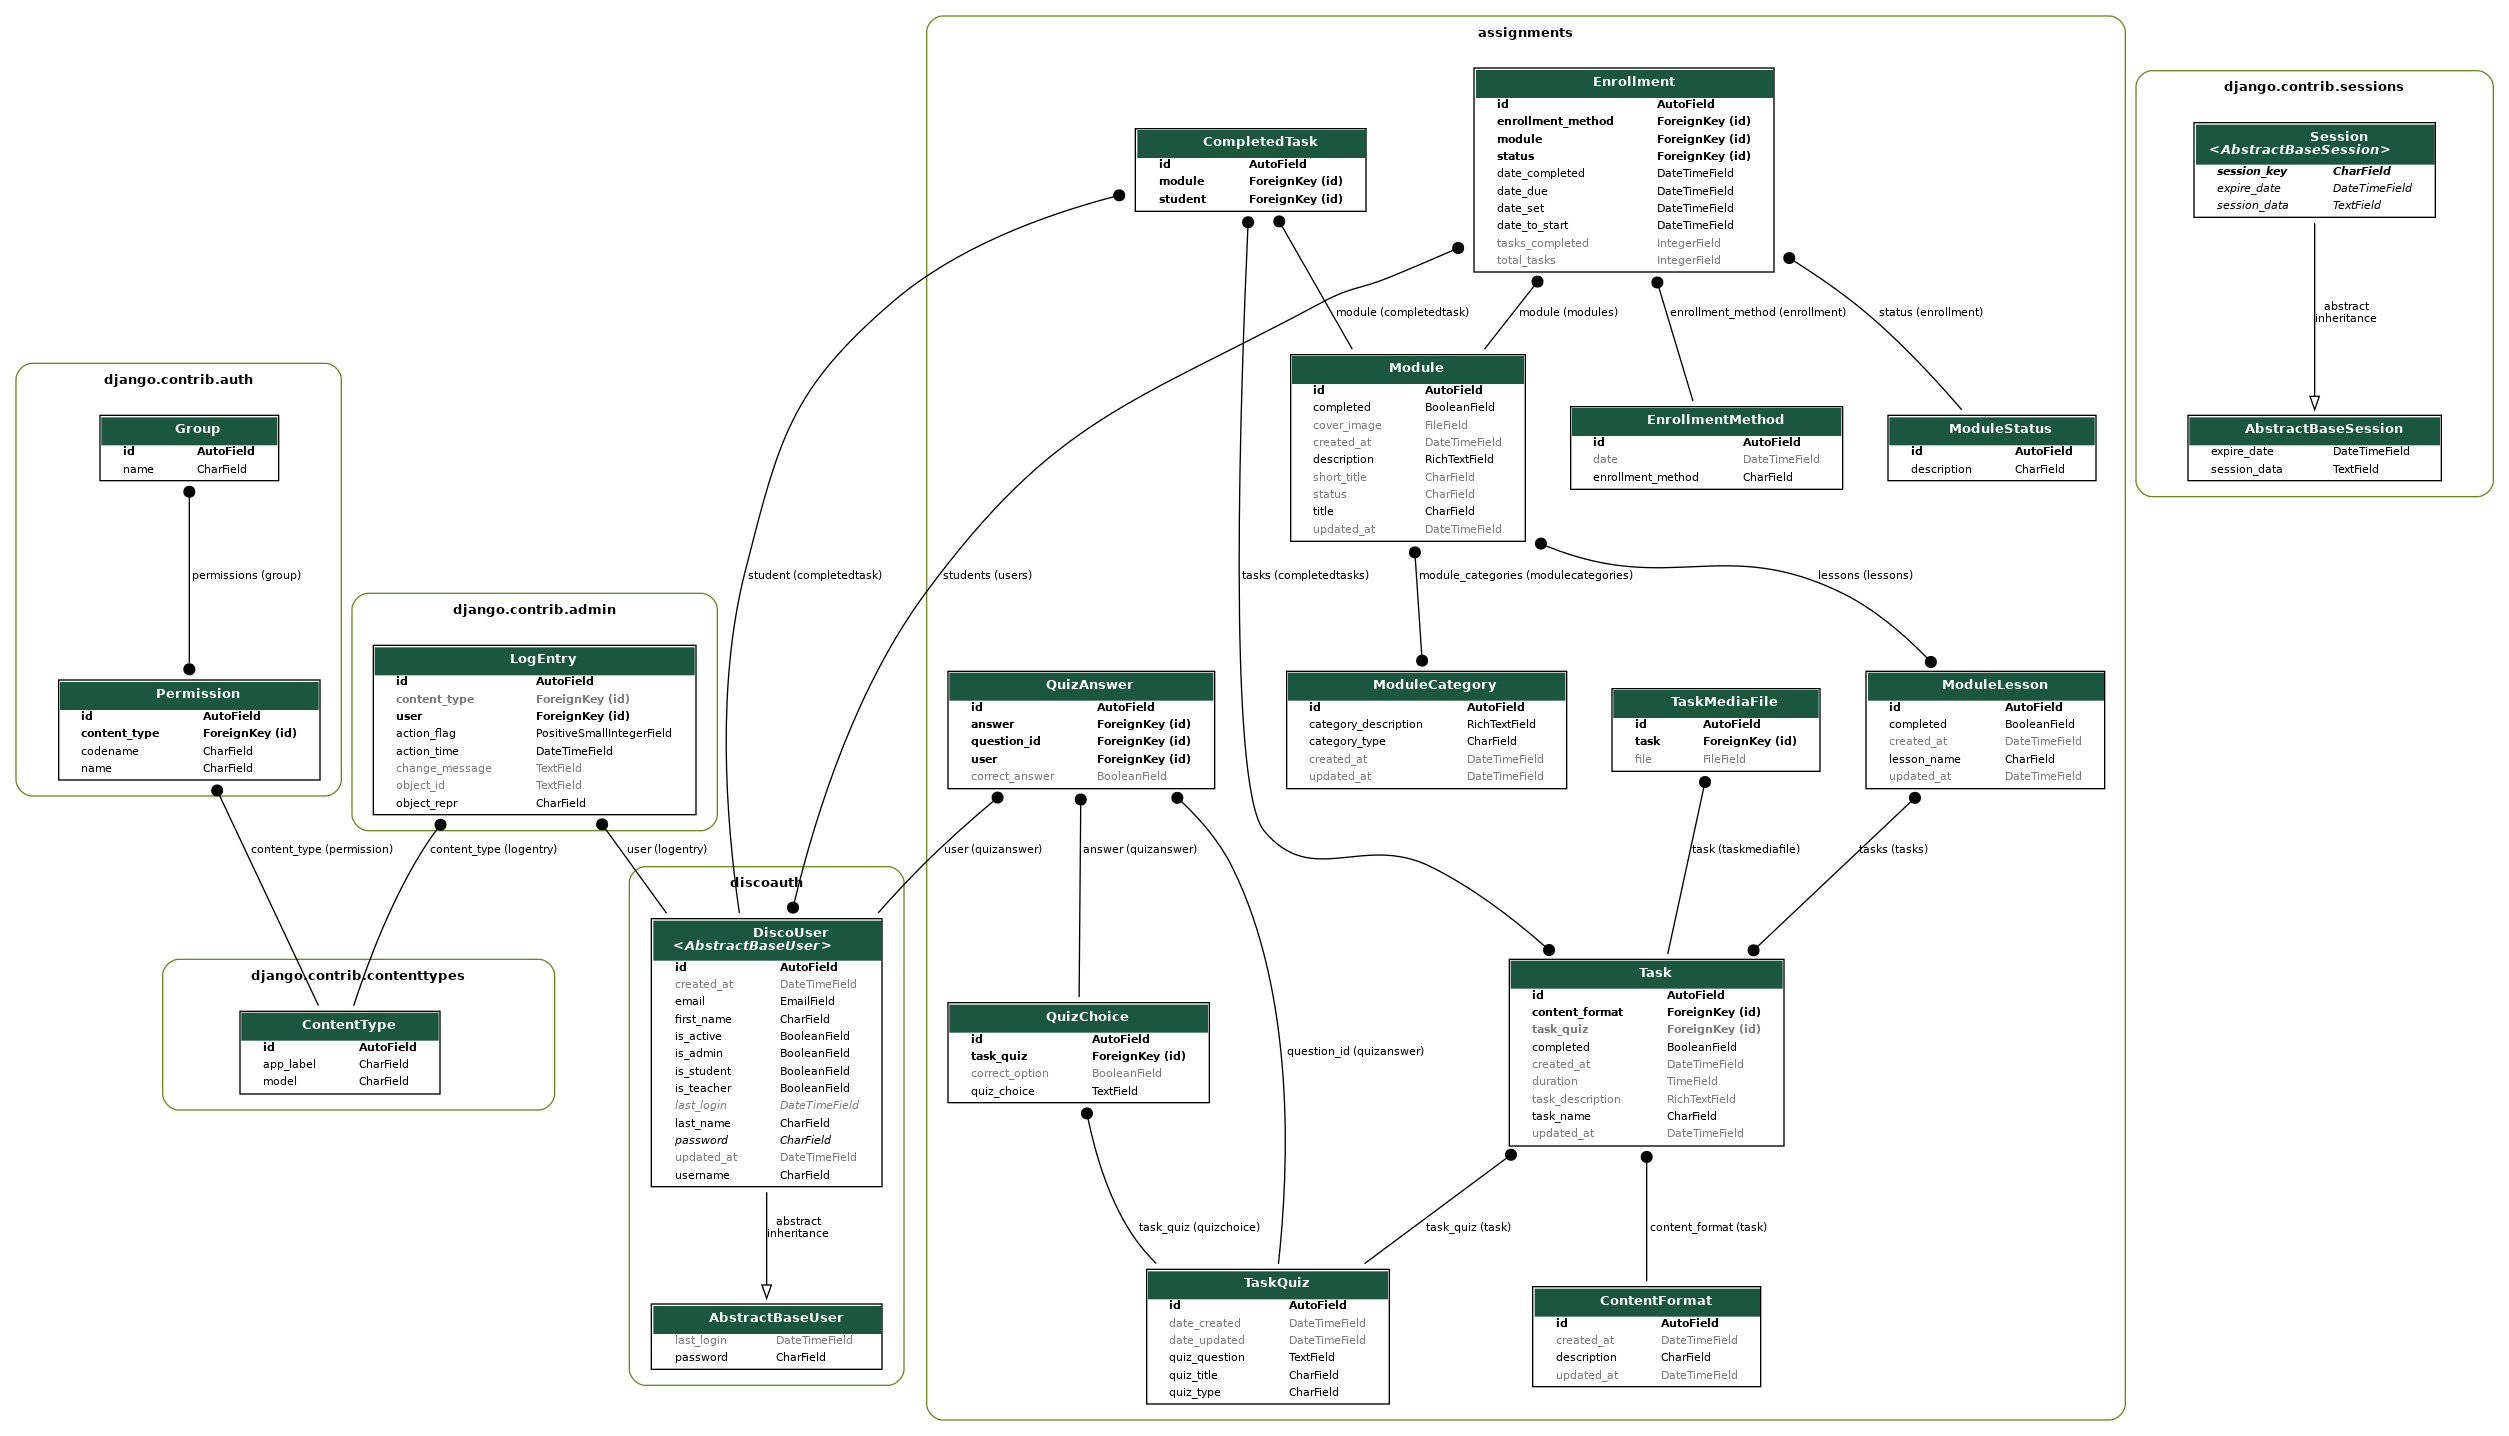 assignments
Enrollment
id AutoField
enrollment_method ForeignKey (id)
module ForeignKey (id)
status ForeignKey (id)
date_completed DateTimeField
date_due DateTimeField
date_set DateTimeField
date_to_start DateTimeField
tasks_completed IntegerField
total_tasks IntegerField
CompletedTask
id AutoField
module ForeignKey (id)
student ForeignKey (id)
django.contrib.sessions
Session
<AbstractBaseSession>
session_key CharField
expire_date DateTimeField
session_data TextField
abstract
inheritance
AbstractBaseSession
expire_date DateTimeField
session_data TextField
module (completedtask)
module (modules)
enrollment_method (enrollment)
status (enrollment)
Module
id AutoField
completed BooleanField
cover_image FileField
created_at DateTimeField
description RichTextField
short_title CharField
status CharField
title CharField
updated_at DateTimeField
EnrollmentMethod
id AutoField
date DateTimeField
enrollment_method CharField
ModuleStatus
id AutoField
description CharField
django.contrib.auth
Group
id AutoField
name CharField
permissions (group)
Permission
id AutoField
content_type ForeignKey (id)
codename CharField
name CharField
django.contrib.admin
LogEntry
id AutoField
content_type ForeignKey (id)
user ForeignKey (id)
action_flag PositiveSmallIntegerField
action_time DateTimeField
change_message TextField
object_id TextField
object_repr CharField
student (completedtask)
students (users)
tasks (completedtasks)
module_categories (modulecategories)
lessons (lessons)
QuizAnswer
id AutoField
answer ForeignKey (id)
question_id ForeignKey (id)
user ForeignKey (id)
correct_answer BooleanField
ModuleCategory
id AutoField
category_description RichTextField
category_type CharField
created_at DateTimeField
updated_at DateTimeField
TaskMediaFile
id AutoField
task ForeignKey (id)
file FileField
ModuleLesson
id AutoField
completed BooleanField
created_at DateTimeField
lesson_name CharField
updated_at DateTimeField
content_type (permission)
content_type (logentry)
user (logentry)
user (quizanswer)
answer (quizanswer)
task (taskmediafile)
tasks (tasks)
discoauth
DiscoUser
<AbstractBaseUser>
id AutoField
created_at DateTimeField
email EmailField
first_name CharField
is_active BooleanField
is_admin BooleanField
is_student BooleanField
is_teacher BooleanField
last_login DateTimeField
last_name CharField
password CharField
updated_at DateTimeField
username CharField
abstract
inheritance
AbstractBaseUser
last_login DateTimeField
password CharField
django.contrib.contenttypes
ContentType
id AutoField
app_label CharField
model CharField
QuizChoice
id AutoField
task_quiz ForeignKey (id)
correct_option BooleanField
quiz_choice TextField
question_id (quizanswer)
Task
id AutoField
content_format ForeignKey (id)
task_quiz ForeignKey (id)
completed BooleanField
created_at DateTimeField
duration TimeField
task_description RichTextField
task_name CharField
updated_at DateTimeField
task_quiz (quizchoice)
task_quiz (task)
content_format (task)
TaskQuiz
id AutoField
date_created DateTimeField
date_updated DateTimeField
quiz_question TextField
quiz_title CharField
quiz_type CharField
ContentFormat
id AutoField
created_at DateTimeField
description CharField
updated_at DateTimeField